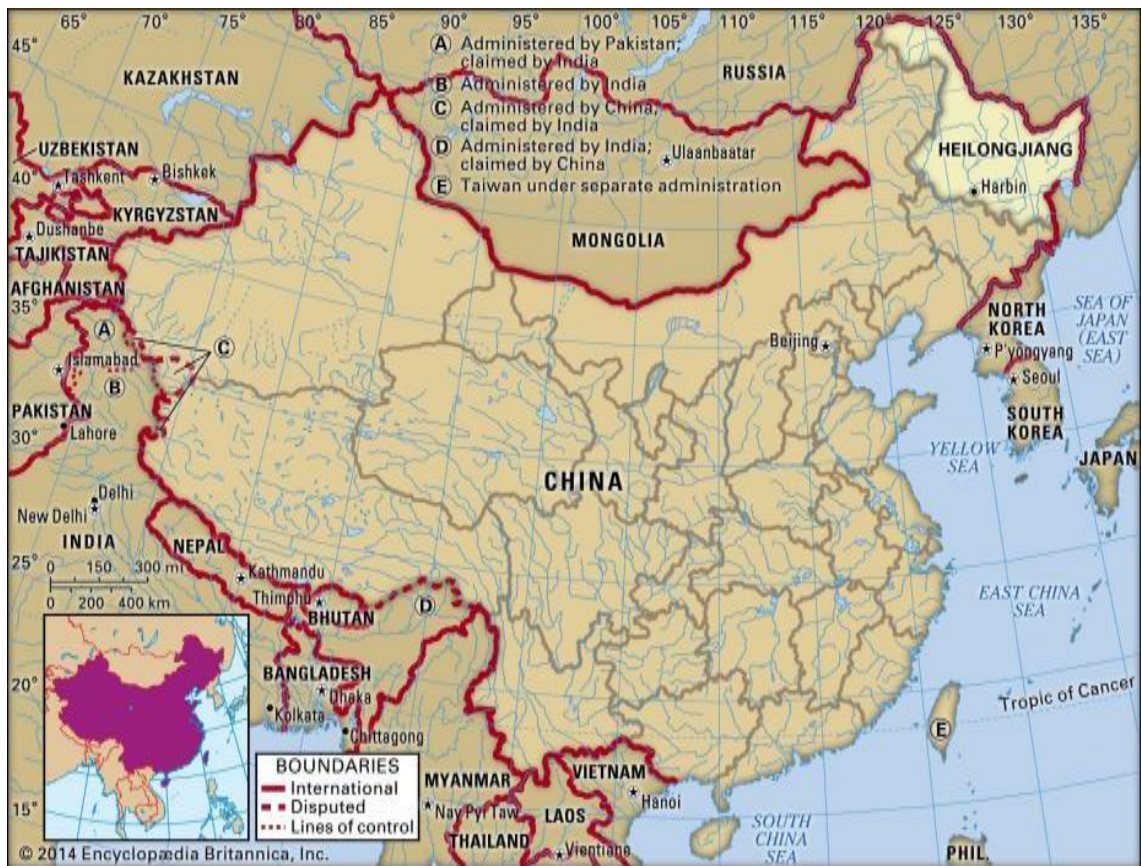 65°
70°
75°
80°
85°
90°
95°
100°
105°
110°
115°
120°
125°
130°
135°
45°
KAZAKHSTAN
A Administered by Pakistan;
claimed by India
B Administered by India
C Administered by China;
claimed by India
D Administered by India;
claimed by China
E Taiwan under separate administration
RUSSIA
Ulaanbaatar
HEILONGJIANG
Harbin
UZBEKISTAN
40°
Tashkent
Bishkek
KYRGYZSTAN
Dushanbe
TAJIKISTAN
MONGOLIA
AFGHANISTAN
35°
A
C
Islamabad
B
PAKISTAN
Lahore
30°
Beijing
NORTH
KOREA
P'yŏngyang
SEA OF
JAPAN
(EAST
SEA)
Seoul
SOUTH
KOREA
YELLOW
SEA
JAPAN
CHINA
Delhi
New Delhi
INDIA
NEPAL
25°
Kathmandu
0 150 300 mi
0 200 400 km
Thimphu
BHUTAN
D
EAST CHINA
SEA
20°
BANGLADESH
Dhaka
Kolkata
Chittagong
Tropic of Cancer
E
BOUNDARIES
International
Disputed
Lines of control
MYANMAR
Nay Pyi Taw
VIETNAM
Hanoi
LAOS
THAILAND
Vientiane
15°
SOUTH
CHINA
SEA
PHIL.
© 2014 Encyclopædia Britannica, Inc.